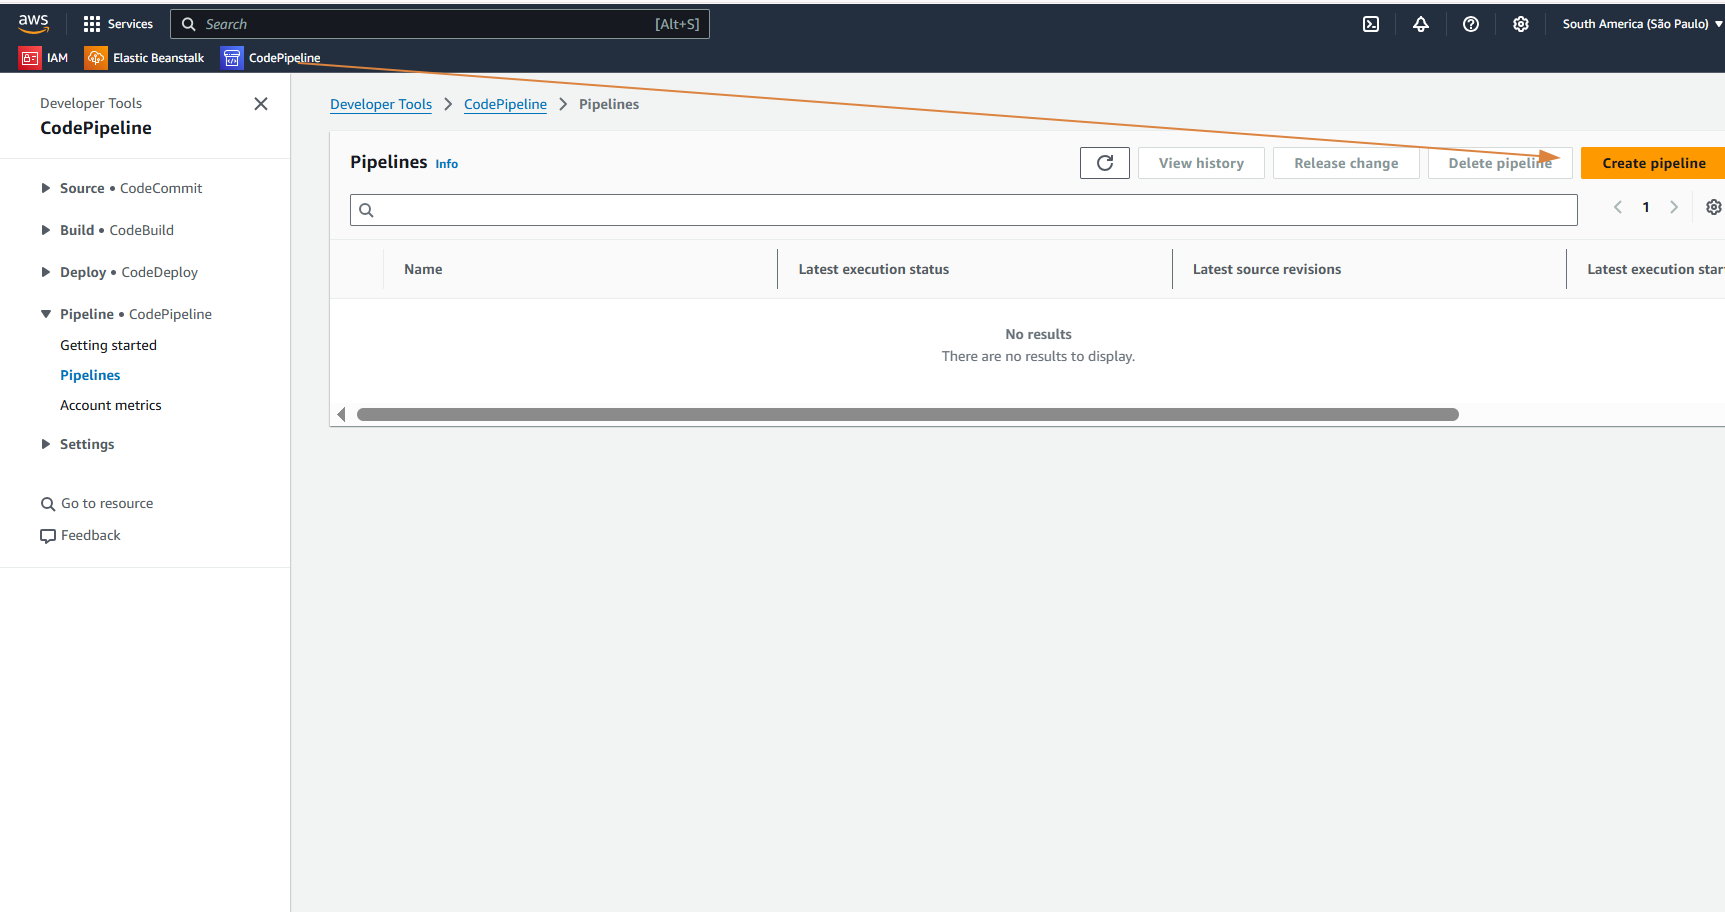 aws
Services
Search
[Alt+S]
South America (São Paulo)
IAM
Elastic Beanstalk
CodePipeline
Developer Tools
CodePipeline
Source • CodeCommit
Build • CodeBuild
Deploy • CodeDeploy
Pipeline • CodePipeline
Getting started
Pipelines
Account metrics
Settings
Go to resource
Feedback
Developer Tools > CodePipeline > Pipelines
Pipelines Info
View history
Release change
Delete pipeline
Create pipeline
1
Name
Latest execution status
Latest source revisions
Latest execution star
No results
There are no results to display.